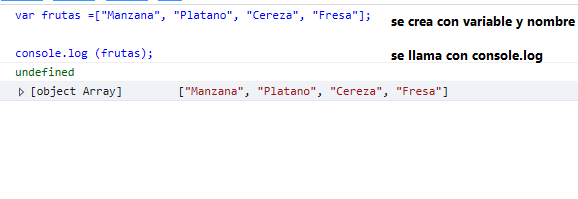 var frutas =["Manzana", "Platano", "Cereza", "Fresa"];
se crea con variable y nombre
console.log (frutas);
se llama con console.log
undefined
[object Array] ["Manzana", "Platano", "Cereza", "Fresa"]